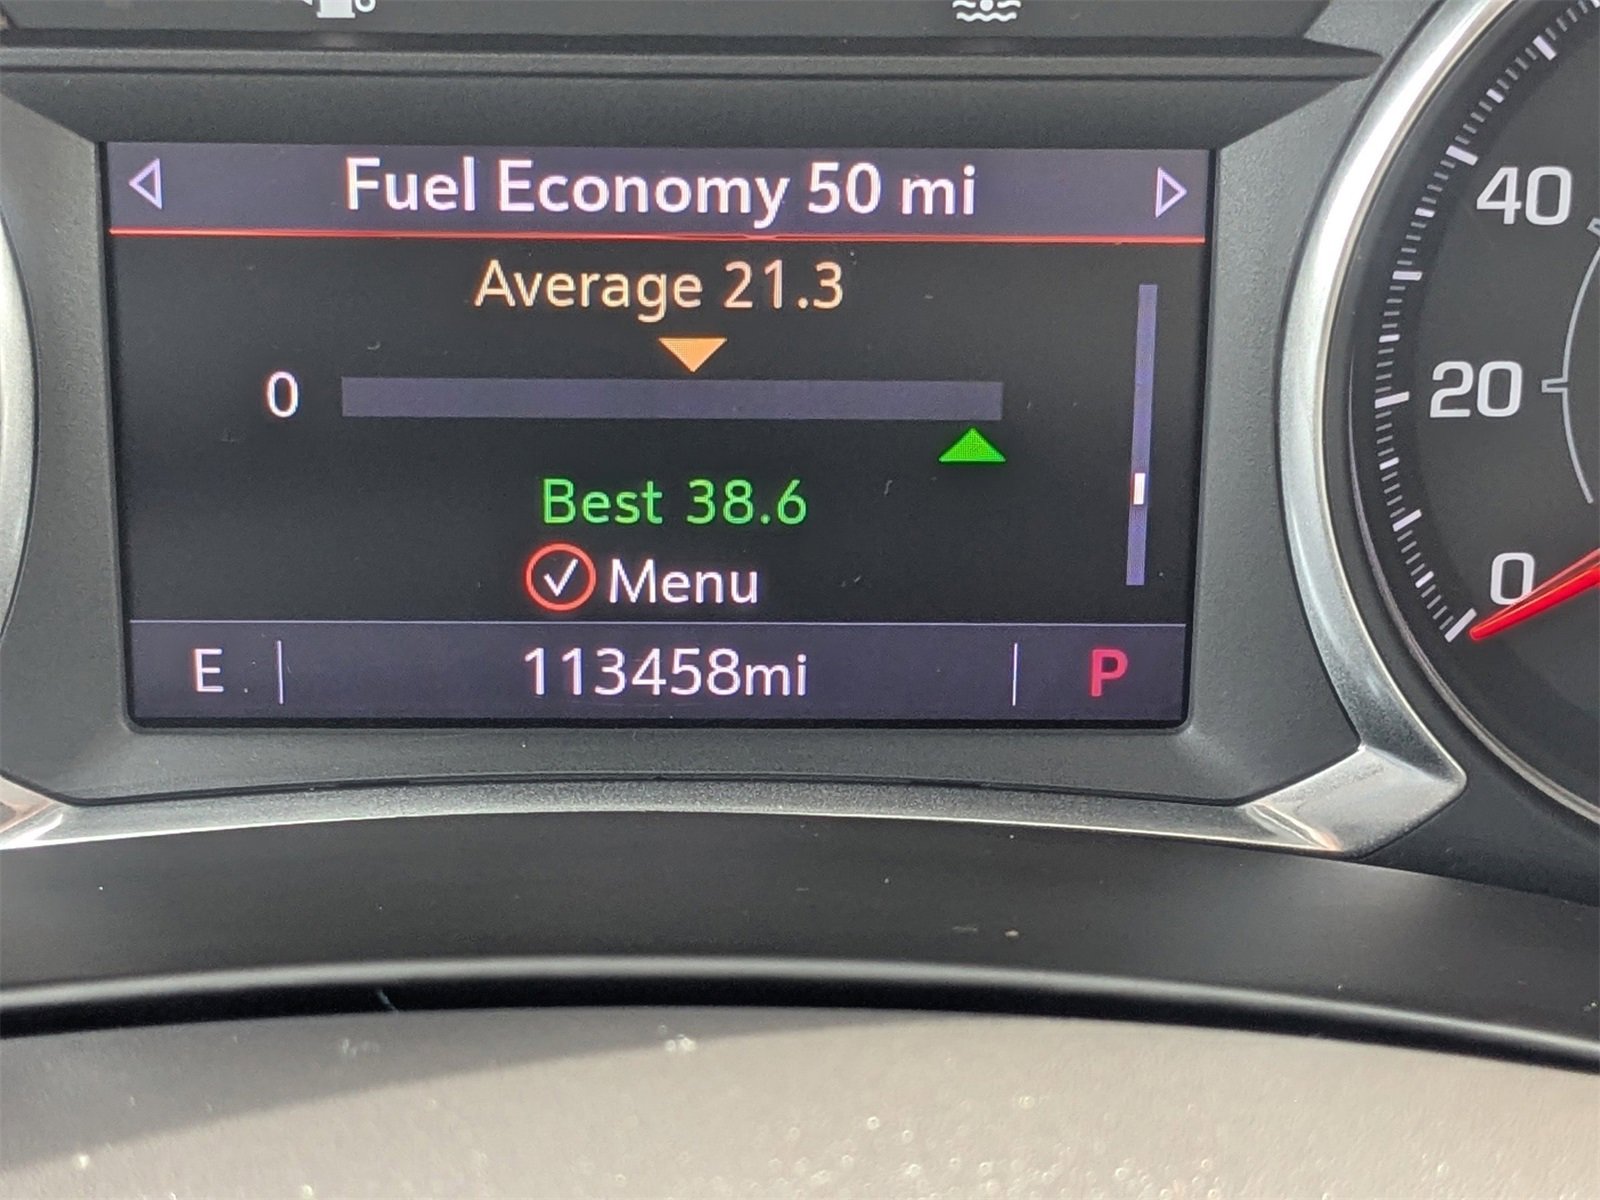 Fuel Economy 50 mi
Average 21.3
0
Best 38.6
Menu
E 113458mi P
40
20
0